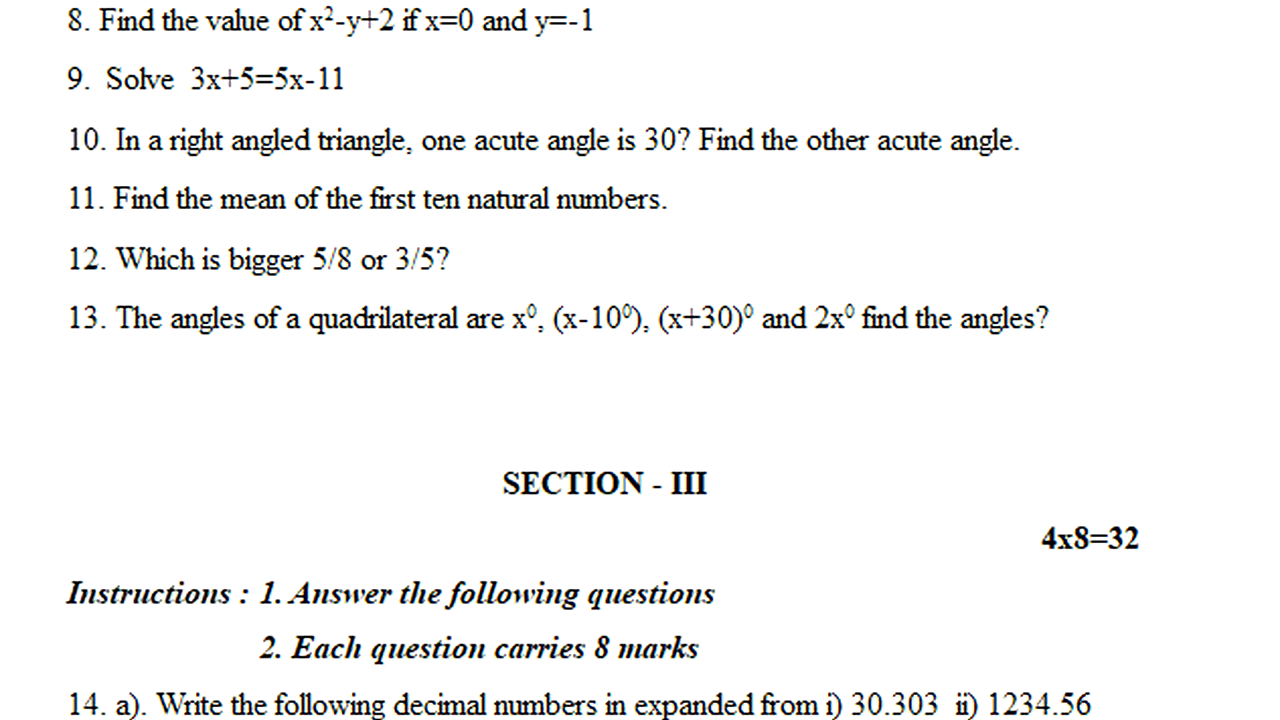 8. Find the value of x²-y+2 if x=0 and y=-1
9. Solve 3x+5=5x-11
10. In a right angled triangle, one acute angle is 30? Find the other acute angle.
11. Find the mean of the first ten natural numbers.
12. Which is bigger 5/8 or 3/5?
13. The angles of a quadrilateral are x⁰, (x-10⁰), (x+30)⁰ and 2x⁰ find the angles?
SECTION - III
4x8=32
Instructions : 1. Answer the following questions
2. Each question carries 8 marks
14. a). Write the following decimal numbers in expanded from i) 30.303 ii) 1234.56